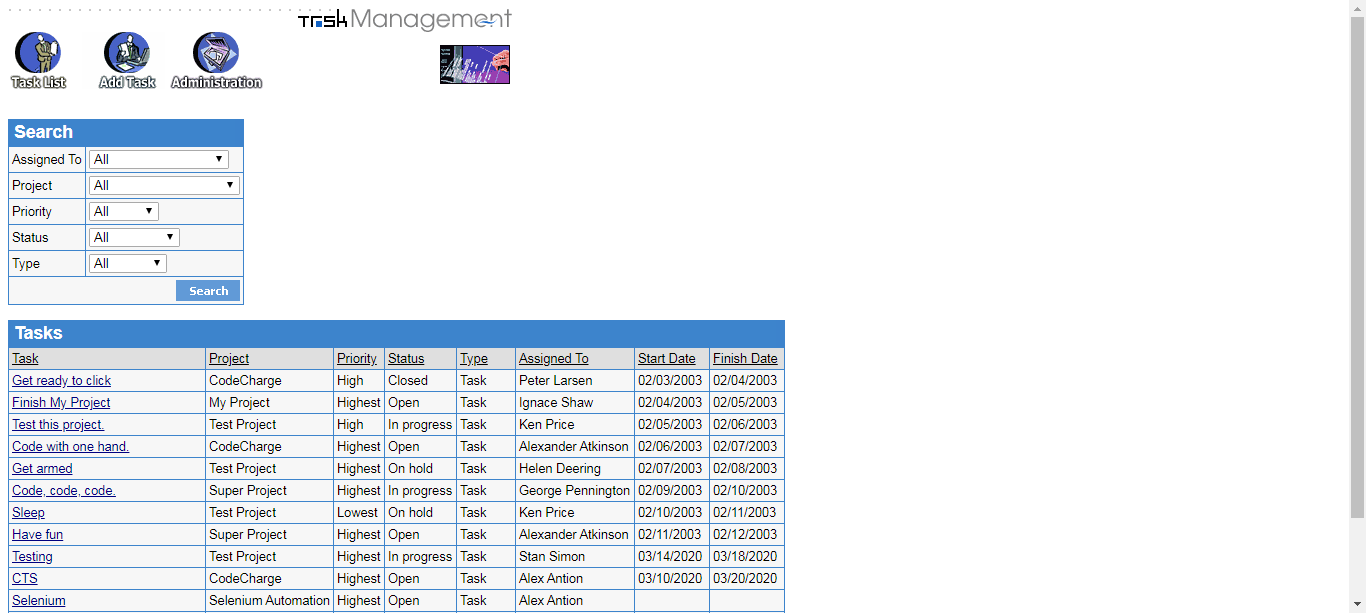 Task Management
Task List Add Task Administration
Search
Assigned To All
Project All
Priority All
Status All
Type All
Search
Tasks
Task Project Priority Status Type Assigned To Start Date Finish Date
Get ready to click CodeCharge High Closed Task Peter Larsen 02/03/2003 02/04/2003
Finish My Project My Project Highest Open Task Ignace Shaw 02/04/2003 02/05/2003
Test this project. Test Project High In progress Task Ken Price 02/05/2003 02/06/2003
Code with one hand. CodeCharge Highest Open Task Alexander Atkinson 02/06/2003 02/07/2003
Get armed Test Project Highest On hold Task Helen Deering 02/07/2003 02/08/2003
Code, code, code. Super Project Highest In progress Task George Pennington 02/09/2003 02/10/2003
Sleep Test Project Lowest On hold Task Ken Price 02/10/2003 02/11/2003
Have fun Super Project Highest Open Task Alexander Atkinson 02/11/2003 02/12/2003
Testing Test Project Highest In progress Task Stan Simon 03/14/2020 03/18/2020
CTS CodeCharge Highest Open Task Alex Antion 03/10/2020 03/20/2020
Selenium Selenium Automation Highest Open Task Alex Antion